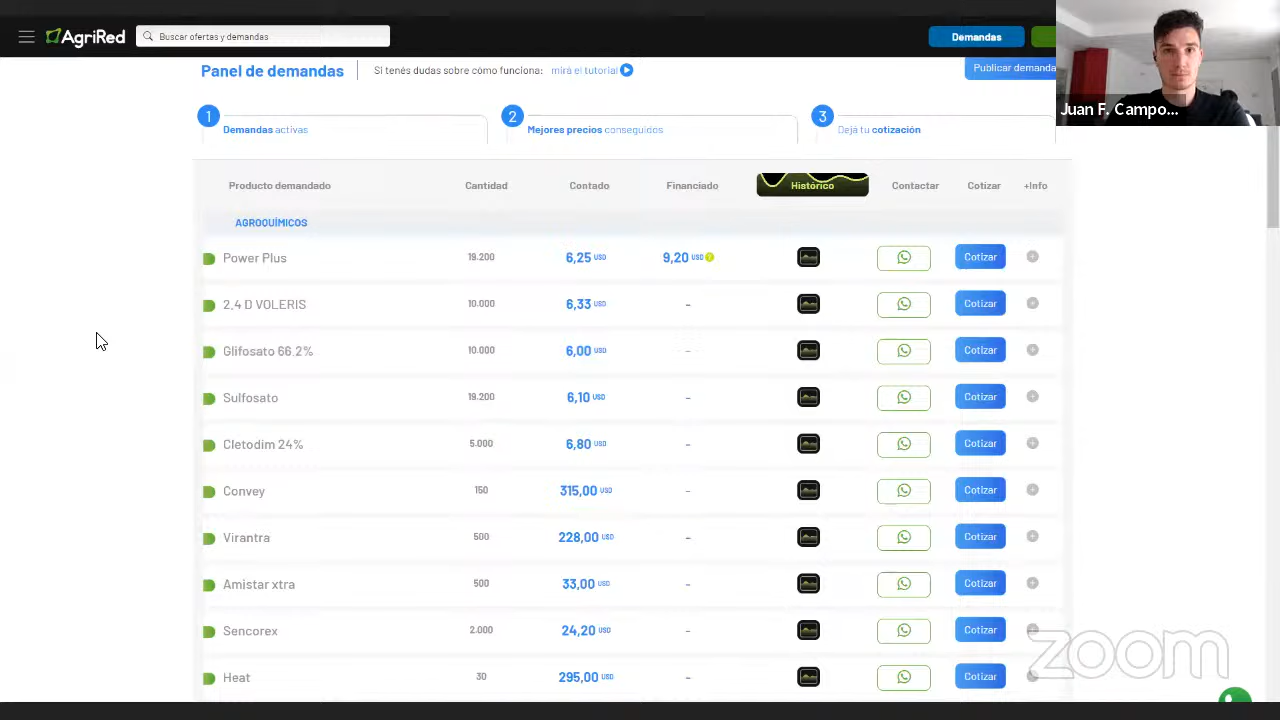 AgriRed
Buscar ofertas y demandas
Demandas
Panel de demandas
Si tenés dudas sobre cómo funciona: mirá el tutorial
Publicar demanda
Juan F. Campo...
1 Demandas activas
2 Mejores precios conseguidos
3 Dejá tu cotización
Producto demandado Cantidad Contado Financiado Histórico Contactar Cotizar +Info
AGROQUÍMICOS
Power Plus 19.200 6,25 USD 9,20 USD ? Cotizar
2,4 D VOLERIS 10.000 6,33 USD - Cotizar
Glifosato 66.2% 10.000 6,00 USD - Cotizar
Sulfosato 19.200 6,10 USD - Cotizar
Cletodim 24% 5.000 6,80 USD - Cotizar
Convey 150 315,00 USD - Cotizar
Virantra 500 228,00 USD - Cotizar
Amistar xtra 500 33,00 USD - Cotizar
Sencorex 2.000 24,20 USD - Cotizar
Heat 30 295,00 USD - Cotizar
zoom